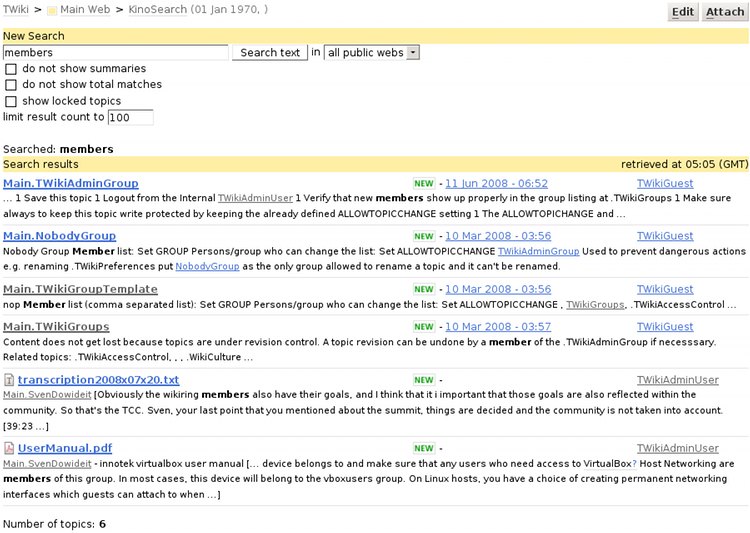 TWiki > Main Web > KinoSearch (01 Jan 1970, )
Edit Attach
New Search
members Search text in all public webs
do not show summaries
do not show total matches
show locked topics
limit result count to 100
Searched: members
Search results retrieved at 05:05 (GMT)
Main.TWikiAdminGroup NEW - 11 Jun 2008 - 06:52 TWikiGuest
... 1 Save this topic 1 Logout from the Internal TWikiAdminUser 1 Verify that new members show up properly in the group listing at .TWikiGroups 1 Make sure
always to keep this topic write protected by keeping the already defined ALLOWTOPICCHANGE setting 1 The ALLOWTOPICHANGE and ...
Main.NobodyGroup NEW - 10 Mar 2008 - 03:56 TWikiGuest
Nobody Group Member list: Set GROUP Persons/group who can change the list: Set ALLOWTOPICCHANGE TWikiAdminGroup Used to prevent dangerous actions
e.g. renaming .TWikiPreferences put NobodyGroup as the only group allowed to rename a topic and it can't be renamed.
Main.TWikiGroupTemplate NEW - 10 Mar 2008 - 03:56 TWikiGuest
nop Member list (comma separated list): Set GROUP Persons/group who can change the list: Set ALLOWTOPICCHANGE , TWikiGroups, .TWikiAccessControl ...
Main.TWikiGroups NEW - 10 Mar 2008 - 03:57 TWikiGuest
Content does not get lost because topics are under revision control. A topic revision can be undone by a member of the .TWikiAdminGroup if necesssary.
Related topics: .TWikiAccessControl, , , .WikiCulture ...
transcription2008x07x20.txt NEW - TWikiAdminUser
Main.SvenDowideit [Obviously the wikiring members also have their goals, and I think that it i important that those goals are also reflected within the
community. So that's the TCC. Sven, your last point that you mentioned about the summit, things are decided and the community is not taken into account.
[39:23 ...]
UserManual.pdf NEW - TWikiAdminUser
Main.SvenDowideit - innotek virtualbox user manual [... device belongs to and make sure that any users who need access to VirtualBox? Host Networking are
members of this group. In most cases, this device will belong to the vboxusers group. On Linux hosts, you have a choice of creating permanent networking
interfaces which guests can attach to when ...]
Number of topics: 6